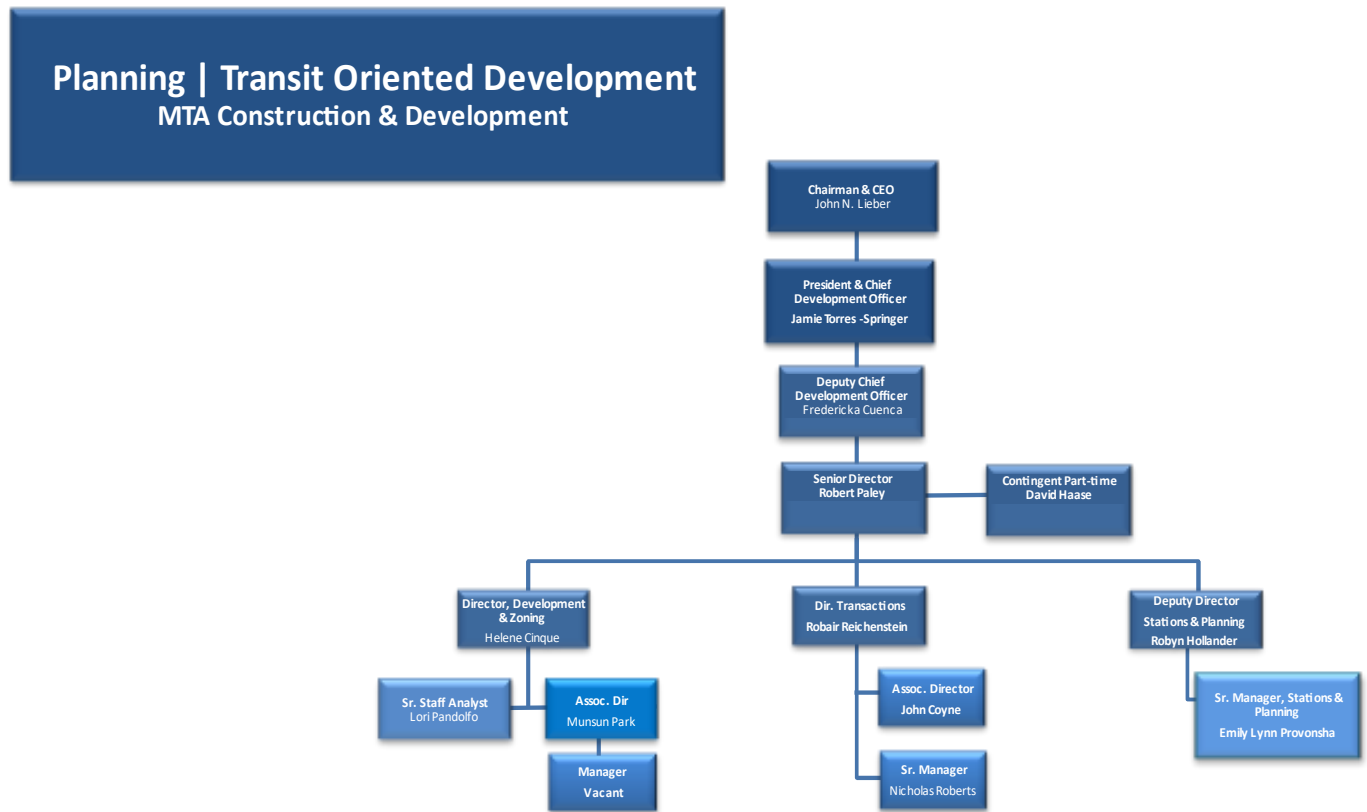 Planning | Transit Oriented Development
MTA Construction & Development
Chairman & CEO
John N. Lieber
President & Chief
Development Officer
Jamie Torres -Springer
Deputy Chief
Development Officer
Fredericka Cuenca
Senior Director
Robert Paley
Contingent Part-time
David Haase
Director, Development
& Zoning
Helene Cinque
Dir. Transactions
Robair Reichenstein
Deputy Director
Stations & Planning
Robyn Hollander
Sr. Staff Analyst
Lori Pandolfo
Assoc. Dir
Munsun Park
Manager
Vacant
Assoc. Director
John Coyne
Sr. Manager
Nicholas Roberts
Sr. Manager, Stations &
Planning
Emily Lynn Provonsha